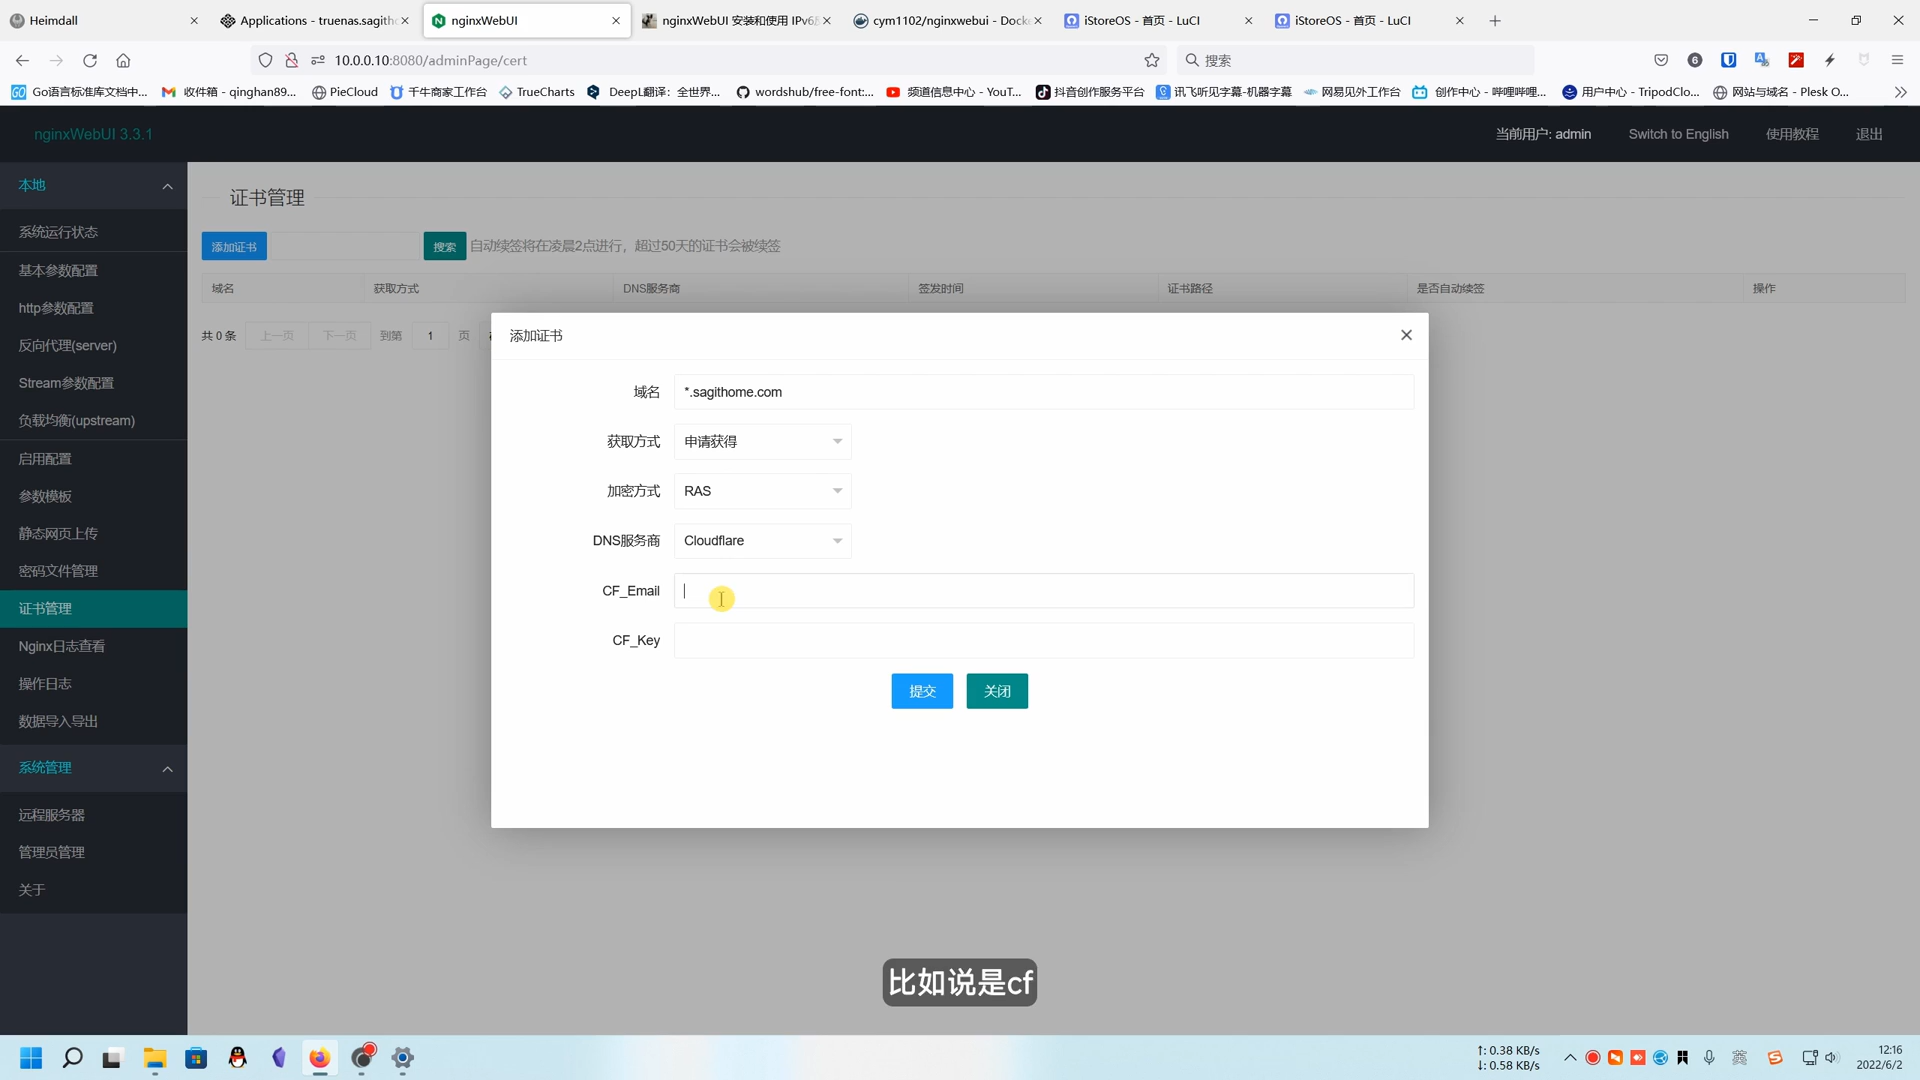 Heimdall
Applications - truenas.sagith
nginxWebUI
nginxWebUI 安装和使用 IPv6
cym1102/nginxwebui - Dock
iStoreOS - 首页 - LuCI
iStoreOS - 首页 - LuCI
10.0.0.10:8080/adminPage/cert
搜索
Go语言标准库文档中...
收件箱 - qinghan89...
PieCloud
千牛商家工作台
TrueCharts
DeepL翻译：全世界...
wordshub/free-font:...
频道信息中心 - YouT...
抖音创作服务平台
讯飞听见字幕-机器字幕
网易见外工作台
创作中心 - 哔哩哔哩...
用户中心 - TripodClo...
网站与域名 - Plesk O...
nginxWebUI 3.3.1
当前用户: admin
Switch to English
使用教程
退出
本地
系统运行状态
基本参数配置
http参数配置
反向代理(server)
Stream参数配置
负载均衡(upstream)
启用配置
参数模板
静态网页上传
密码文件管理
证书管理
Nginx日志查看
操作日志
数据导入导出
系统管理
远程服务器
管理员管理
关于
证书管理
添加证书
搜索
自动续签将在凌晨2点进行，超过50天的证书会被续签
域名
获取方式
DNS服务商
签发时间
证书路径
是否自动续签
操作
共 0 条
上一页
下一页
到第
1
页
添加证书
域名
*.sagithome.com
获取方式
申请获得
加密方式
RAS
DNS服务商
Cloudflare
CF_Email
CF_Key
提交
关闭
比如说是cf
↑: 0.38 KB/s
↓: 0.58 KB/s
英
12:16
2022/6/2